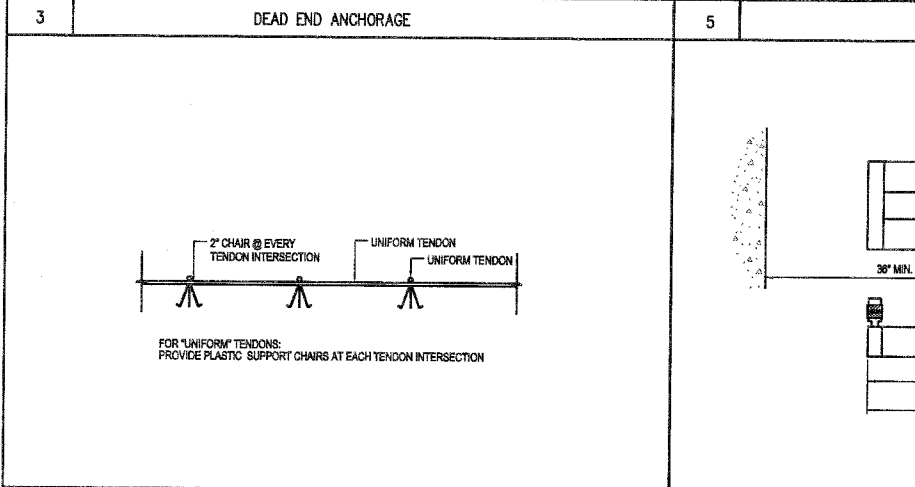 3
DEAD END ANCHORAGE
5
2" CHAIR @ EVERY
TENDON INTERSECTION
UNIFORM TENDON
UNIFORM TENDON
FOR "UNIFORM" TENDONS:
PROVIDE PLASTIC SUPPORT CHAIRS AT EACH TENDON INTERSECTION
36" MIN.